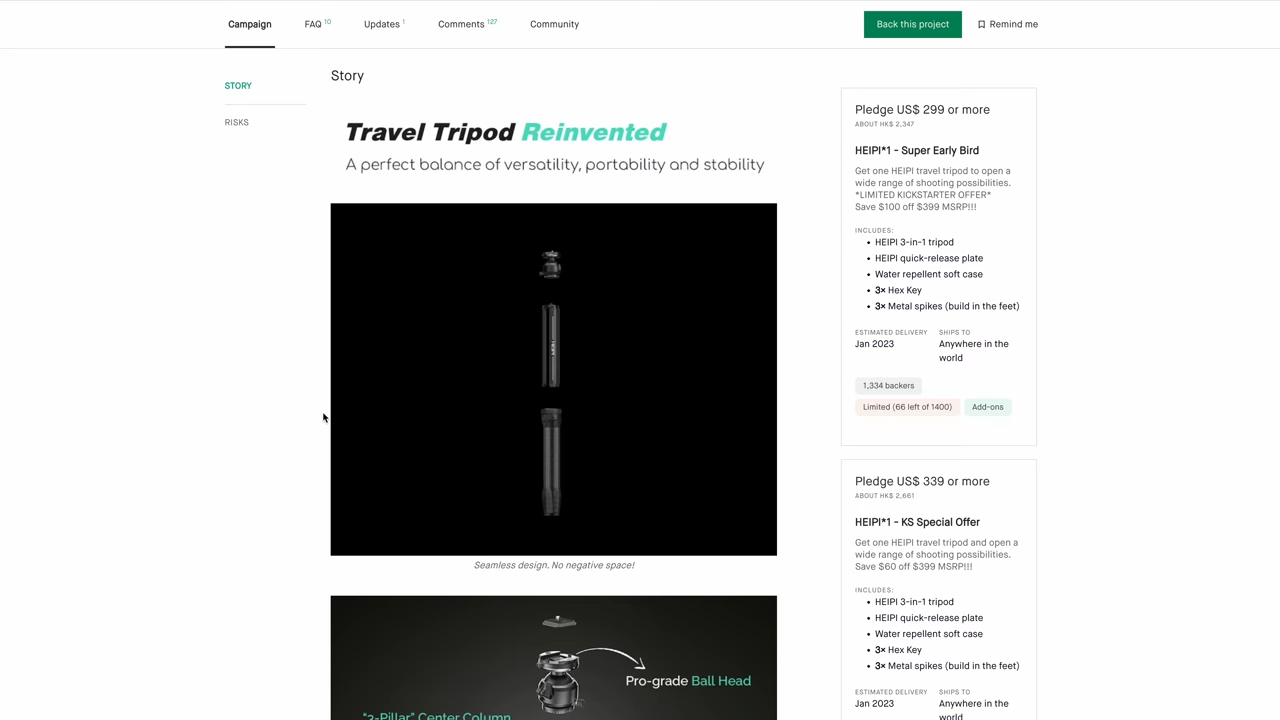 Campaign
FAQ 10
Updates 1
Comments 127
Community
Back this project
Remind me
STORY
RISKS
Story
Travel Tripod Reinvented
A perfect balance of versatility, portability and stability
Seamless design. No negative space!
Pro-grade Ball Head
"3-Pillar" Center Column
Pledge US$ 299 or more
ABOUT HK$ 2,347
HEIPI*1 - Super Early Bird
Get one HEIPI travel tripod to open a
wide range of shooting possibilities.
*LIMITED KICKSTARTER OFFER*
Save $100 off $399 MSRP!!!
INCLUDES:
• HEIPI 3-in-1 tripod
• HEIPI quick-release plate
• Water repellent soft case
• 3× Hex Key
• 3× Metal spikes (build in the feet)
ESTIMATED DELIVERY
Jan 2023
SHIPS TO
Anywhere in the
world
1,334 backers
Limited (66 left of 1400)
Add-ons
Pledge US$ 339 or more
ABOUT HK$ 2,661
HEIPI*1 - KS Special Offer
Get one HEIPI travel tripod and open a
wide range of shooting possibilities.
Save $60 off $399 MSRP!!!
INCLUDES:
• HEIPI 3-in-1 tripod
• HEIPI quick-release plate
• Water repellent soft case
• 3× Hex Key
• 3× Metal spikes (build in the feet)
ESTIMATED DELIVERY
Jan 2023
SHIPS TO
Anywhere in the
world